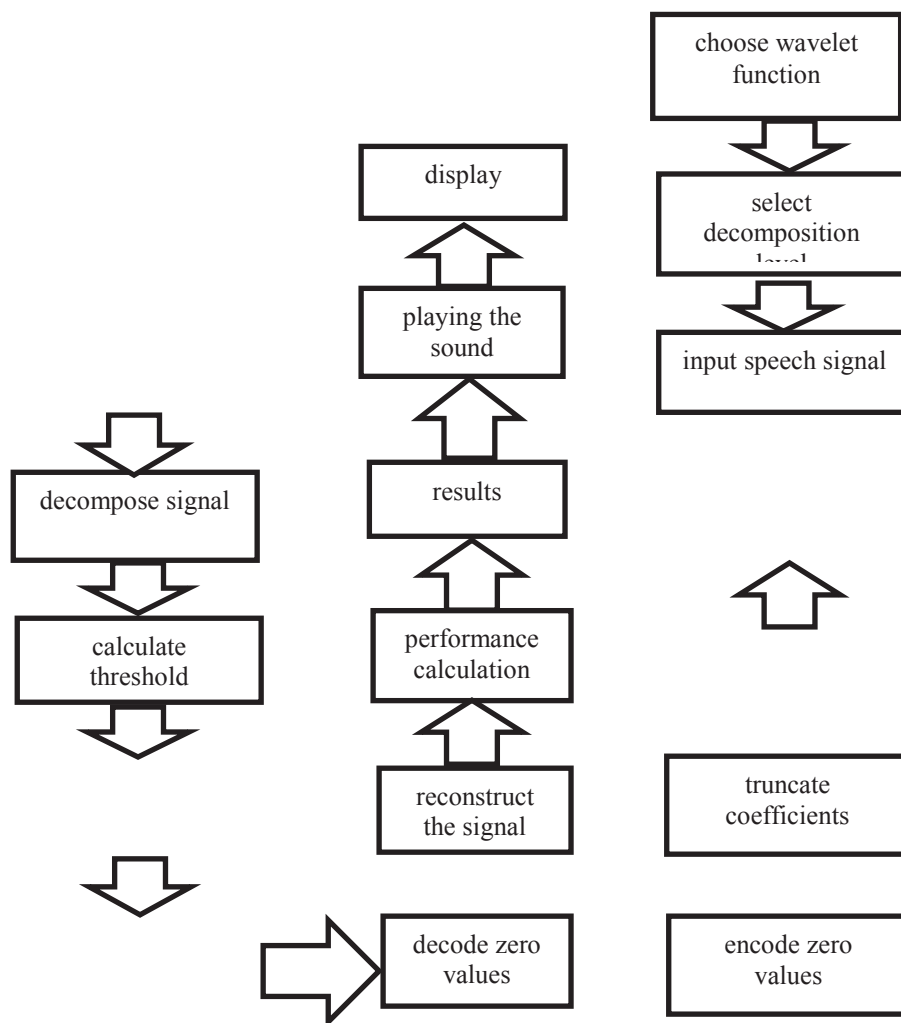 choose wavelet
function
display
select
decomposition
level
playing the
sound
input speech signal
decompose signal
results
calculate
threshold
performance
calculation
reconstruct
the signal
truncate
coefficients
decode zero
values
encode zero
values